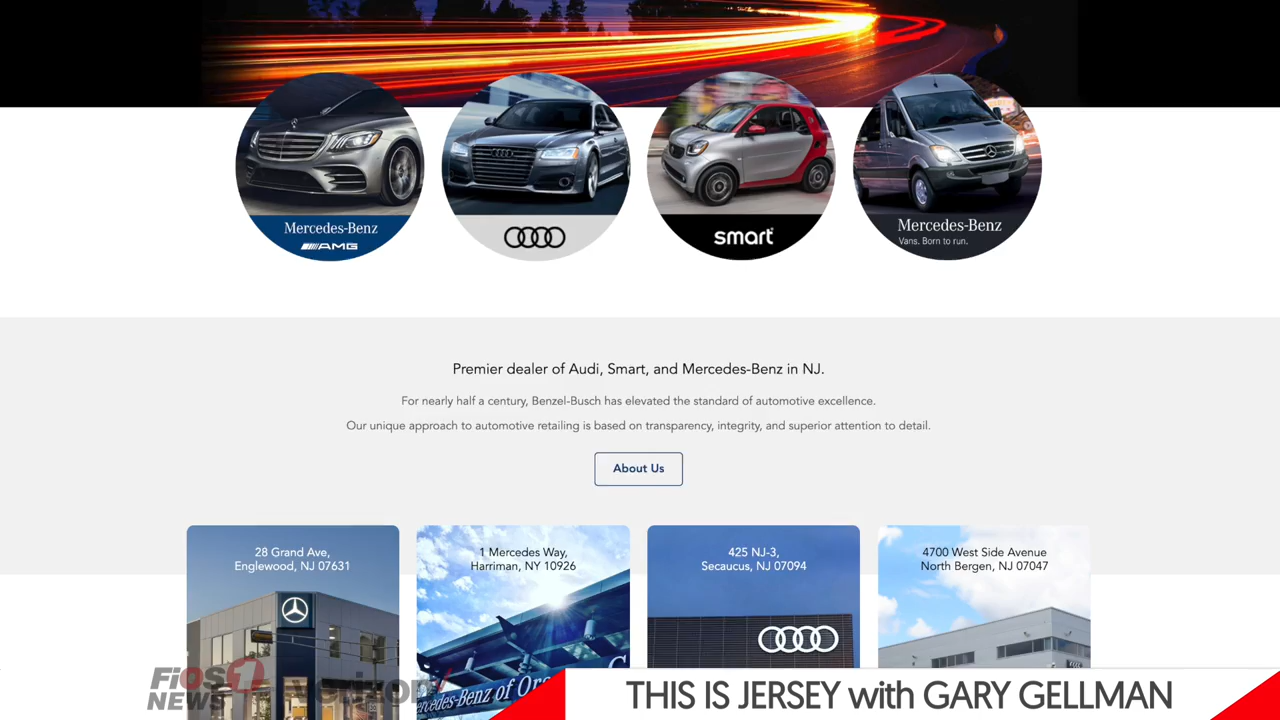 Mercedes-Benz
AMG
smart
Mercedes-Benz
Vans. Born to run.
Premier dealer of Audi, Smart, and Mercedes-Benz in NJ.
For nearly half a century, Benzel-Busch has elevated the standard of automotive excellence.
Our unique approach to automotive retailing is based on transparency, integrity, and superior attention to detail.
About Us
28 Grand Ave,
Englewood, NJ 07631
1 Mercedes Way,
Harriman, NY 10926
425 NJ-3,
Secaucus, NJ 07094
4700 West Side Avenue
North Bergen, NJ 07047
Mercedes-Benz of
FiOS1
NEWS
verizon
THIS IS JERSEY with GARY GELLMAN